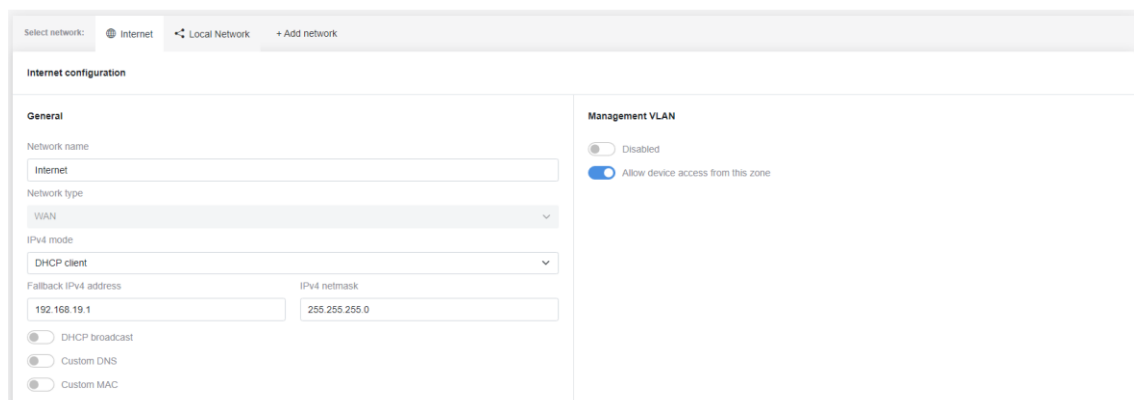 Select network: Internet Local Network + Add network
Internet configuration
General
Network name
Internet
Network type
WAN
IPv4 mode
DHCP client
Fallback IPv4 address IPv4 netmask
192.168.19.1 255.255.255.0
DHCP broadcast
Custom DNS
Custom MAC
Management VLAN
Disabled
Allow device access from this zone